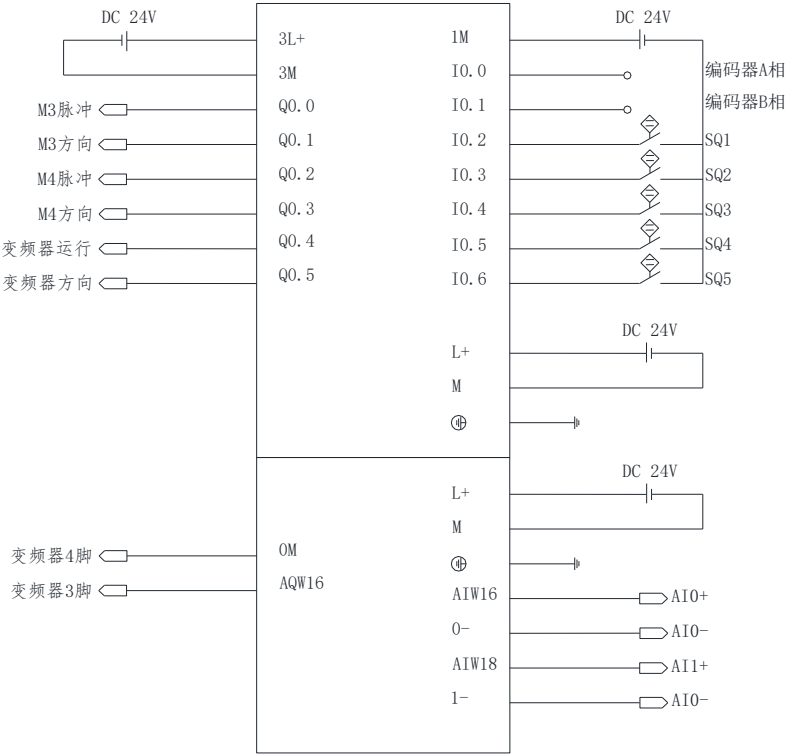 DC 24V
DC 24V
3L+
1M
3M
I0.0
编码器A相
M3脉冲
Q0.0
I0.1
编码器B相
M3方向
Q0.1
I0.2
SQ1
M4脉冲
Q0.2
I0.3
SQ2
M4方向
Q0.3
I0.4
SQ3
变频器运行
Q0.4
I0.5
SQ4
变频器方向
Q0.5
I0.6
SQ5
DC 24V
L+
M
DC 24V
L+
M
变频器4脚
0M
变频器3脚
AQW16
AIW16
AI0+
0-
AI0-
AIW18
AI1+
1-
AI0-